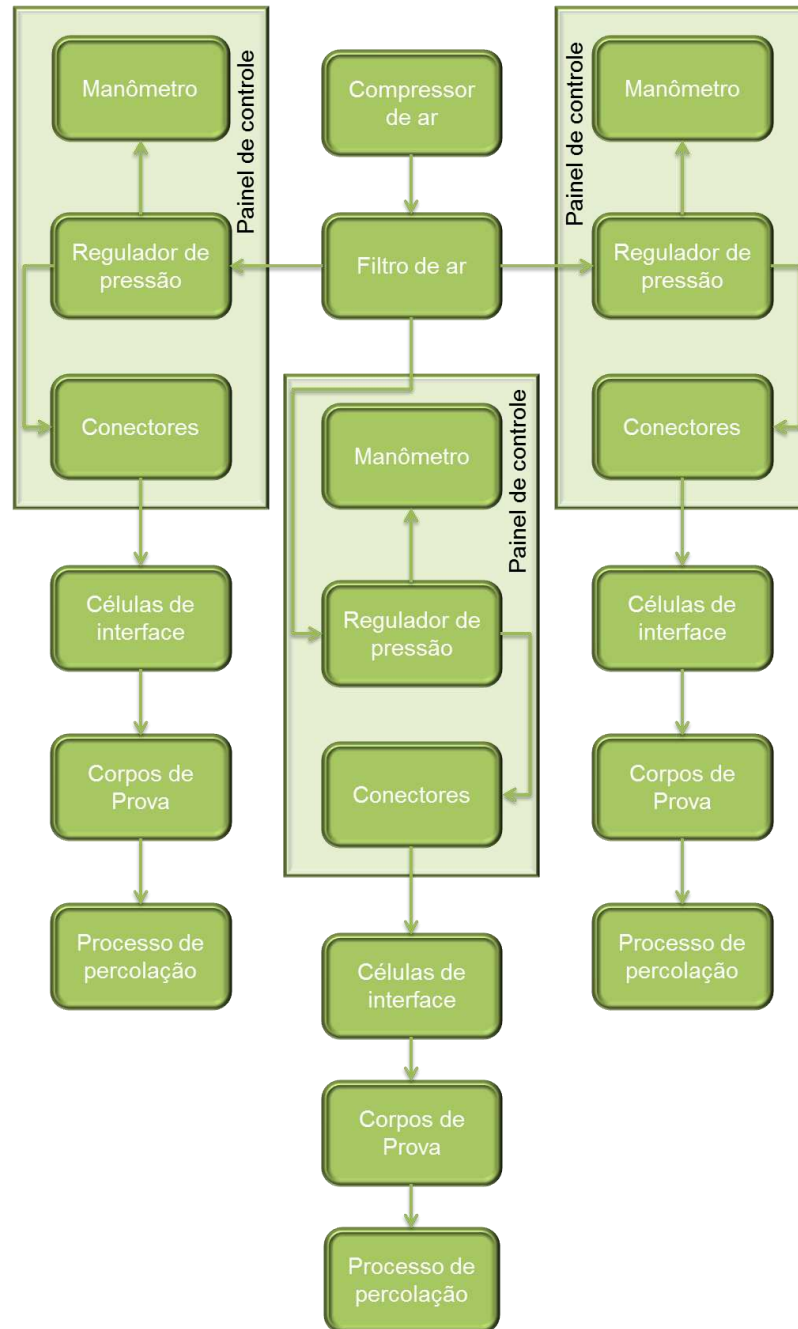 Manômetro
Painel de controle
Regulador de
pressão
Conectores
Células de
interface
Corpos de
Prova
Processo de
percolação
Compressor
de ar
Filtro de ar
Manômetro
Painel de controle
Regulador de
pressão
Conectores
Células de
interface
Corpos de
Prova
Processo de
percolação
Painel de controle
Manômetro
Regulador de
pressão
Conectores
Células de
interface
Corpos de
Prova
Processo de
percolação